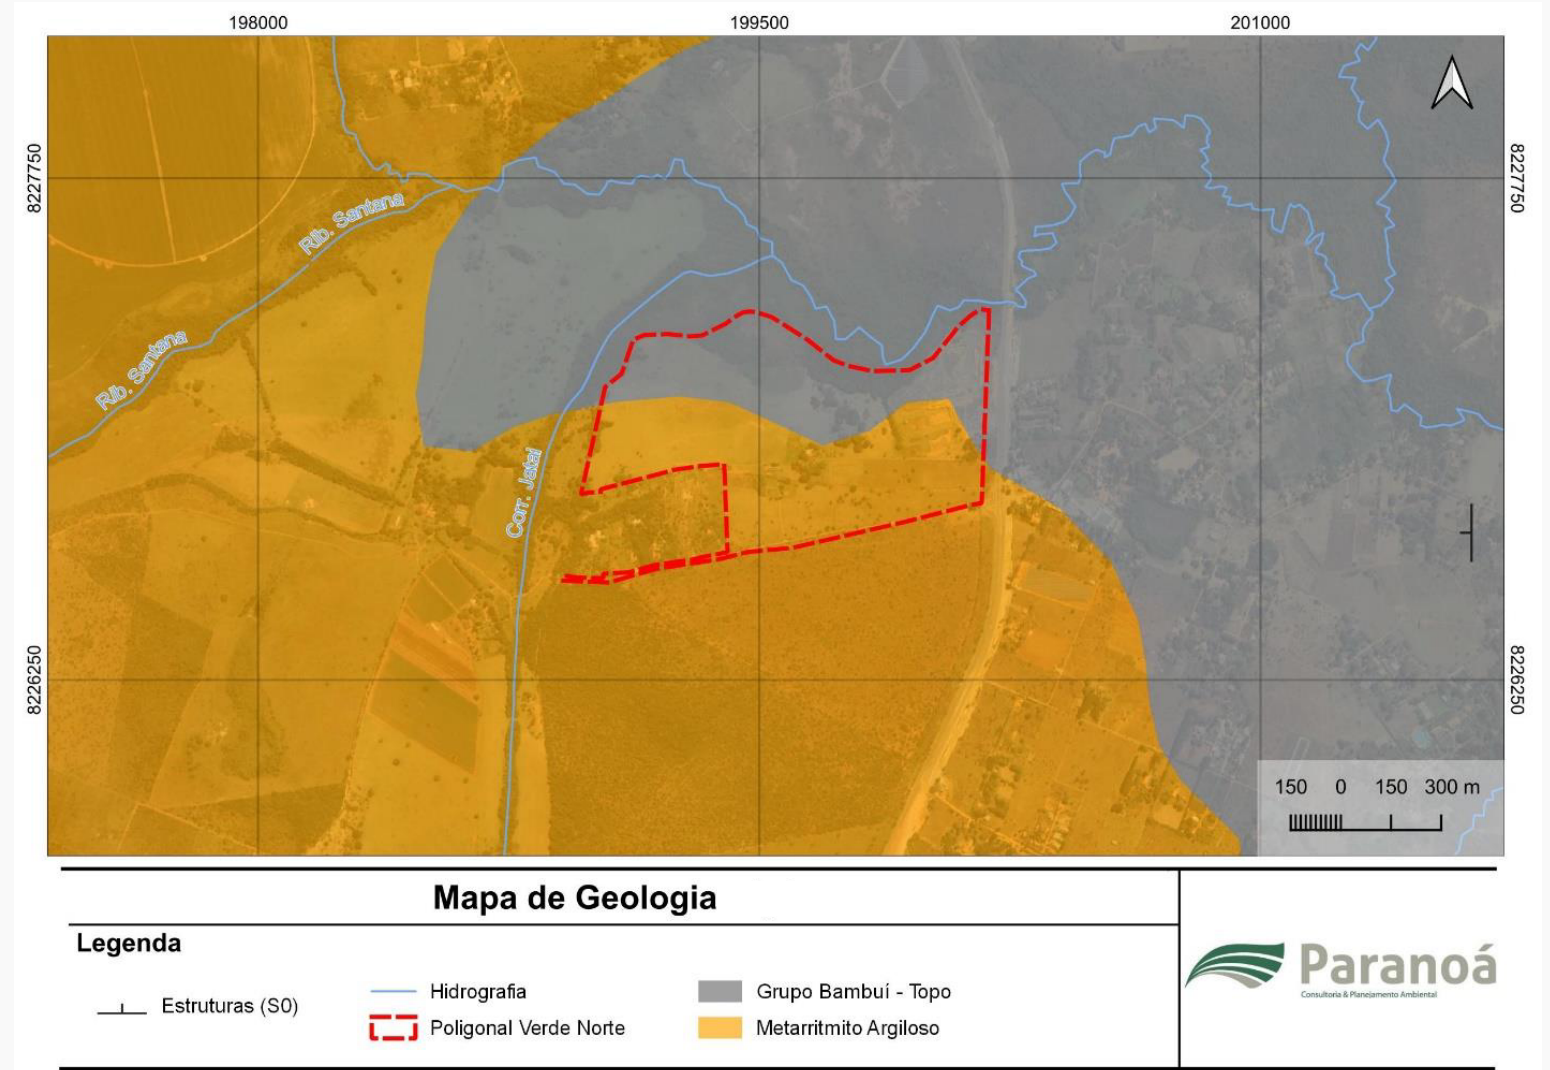 198000
199500
201000
8227750
8227750
Rib. Santana
Rib. Santana
Corr. Jataí
8226250
8226250
150 0 150 300 m
Mapa de Geologia
Legenda
Estruturas (S0)
Hidrografia
Poligonal Verde Norte
Grupo Bambuí - Topo
Metarritmito Argiloso
Paranoá
Consultoria & Planejamento Ambiental